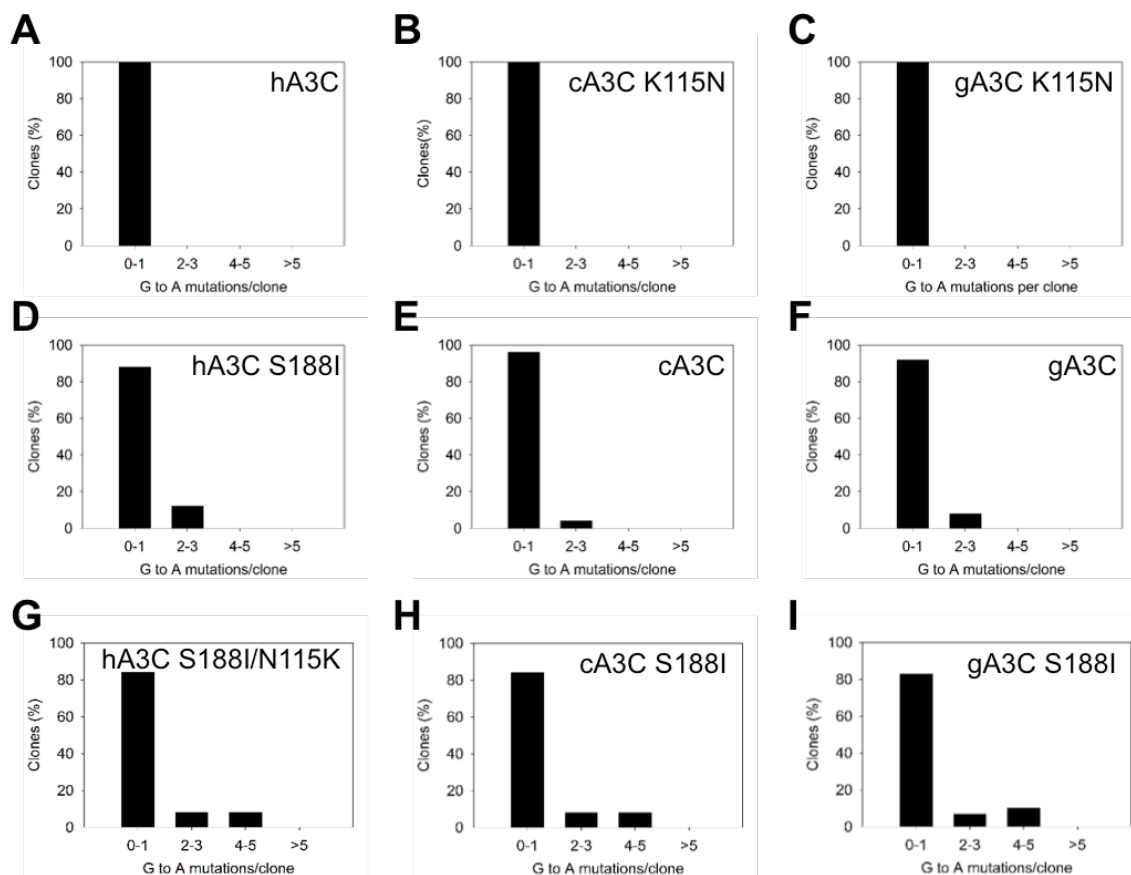 A
hA3C
100
80
60
40
20
0
Clones (%)
0-1 2-3 4-5 >5
G to A mutations/clone
B
cA3C K115N
100
80
60
40
20
0
Clones(%)
0-1 2-3 4-5 >5
G to A mutations/clone
C
gA3C K115N
100
80
60
40
20
0
Clones (%)
0-1 2-3 4-5 >5
G to A mutations per clone
D
hA3C S188I
100
80
60
40
20
0
Clones (%)
0-1 2-3 4-5 >5
G to A mutations/clone
E
cA3C
100
80
60
40
20
0
Clones (%)
0-1 2-3 4-5 >5
G to A mutations/clone
F
gA3C
100
80
60
40
20
0
Clones (%)
0-1 2-3 4-5 >5
G to A mutations/clone
G
hA3C S188I/N115K
100
80
60
40
20
0
Clones (%)
0-1 2-3 4-5 >5
G to A mutations/clone
H
cA3C S188I
100
80
60
40
20
0
Clones (%)
0-1 2-3 4-5 >5
G to A mutations/clone
I
gA3C S188I
100
80
60
40
20
0
Clones (%)
0-1 2-3 4-5 >5
G to A mutations/clone